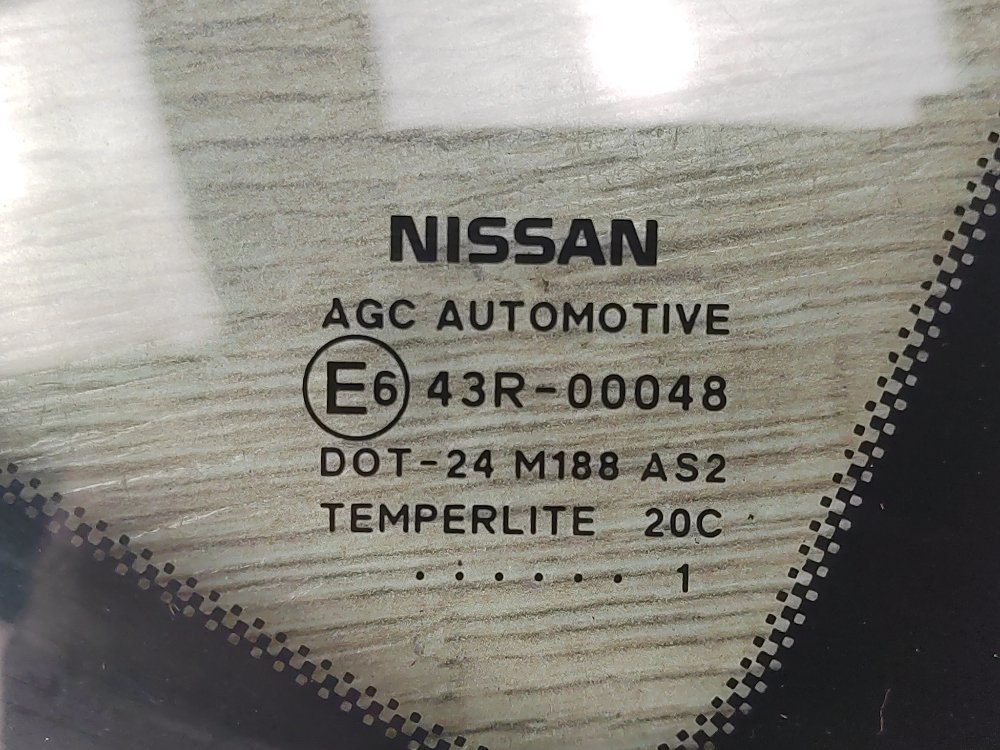 NISSAN
AGC AUTOMOTIVE
E6 43R-00048
DOT-24 M188 AS2
TEMPERLITE 20C
...... 1